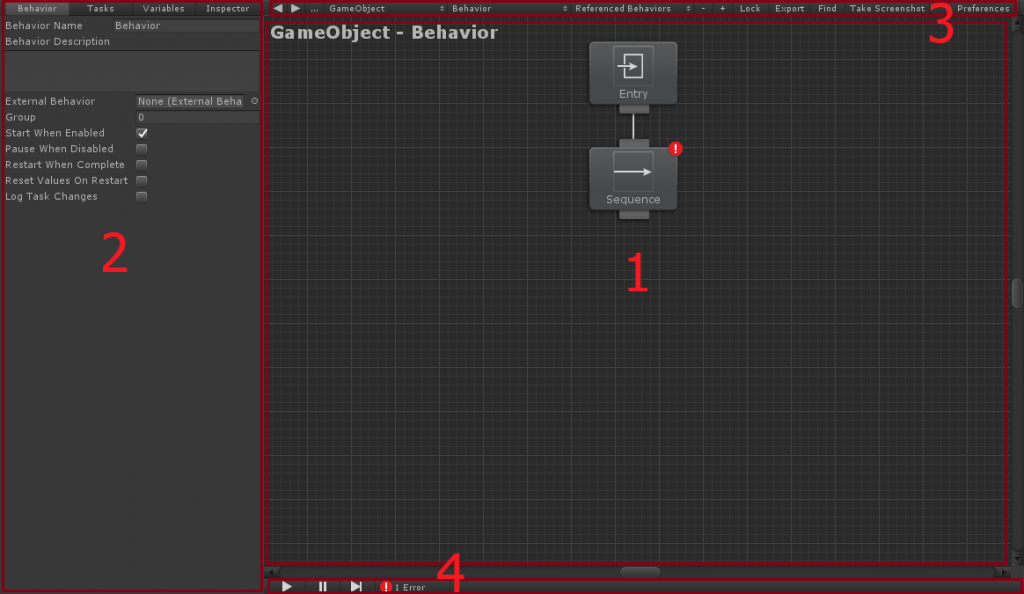 Behavior Tasks Variables Inspector
... GameObject Behavior Referenced Behaviors - + Lock Export Find Take Screenshot Preferences
3
Behavior Name Behavior
Behavior Description
External Behavior None (External Beha
Group 0
Start When Enabled
Pause When Disabled
Restart When Complete
Reset Values On Restart
Log Task Changes
2
GameObject - Behavior
Entry
!
Sequence
1
4
! 1 Error